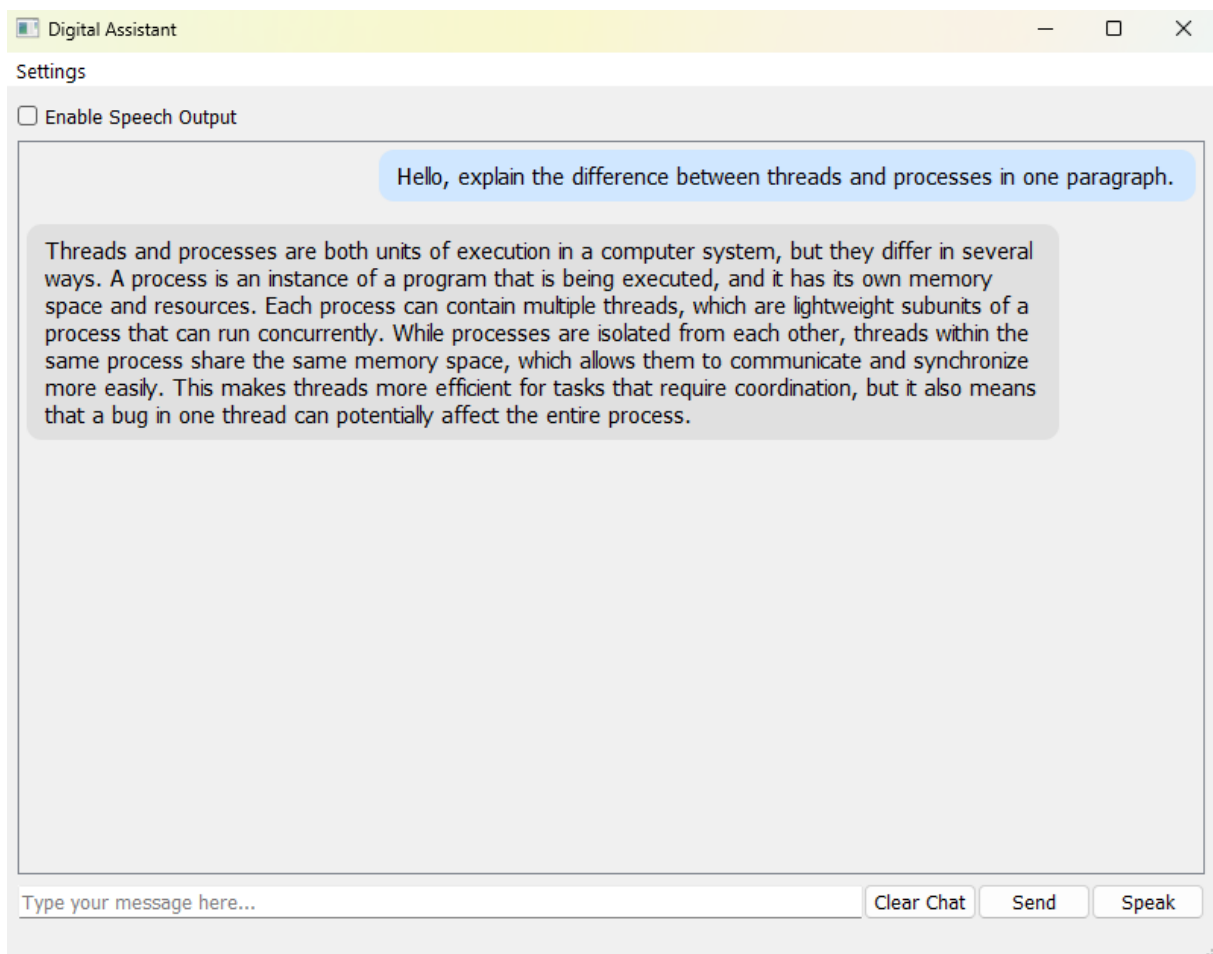 Digital Assistant
Settings
Enable Speech Output
Hello, explain the difference between threads and processes in one paragraph.
Threads and processes are both units of execution in a computer system, but they differ in several
ways. A process is an instance of a program that is being executed, and it has its own memory
space and resources. Each process can contain multiple threads, which are lightweight subunits of a
process that can run concurrently. While processes are isolated from each other, threads within the
same process share the same memory space, which allows them to communicate and synchronize
more easily. This makes threads more efficient for tasks that require coordination, but it also means
that a bug in one thread can potentially affect the entire process.
Type your message here... Clear Chat Send Speak